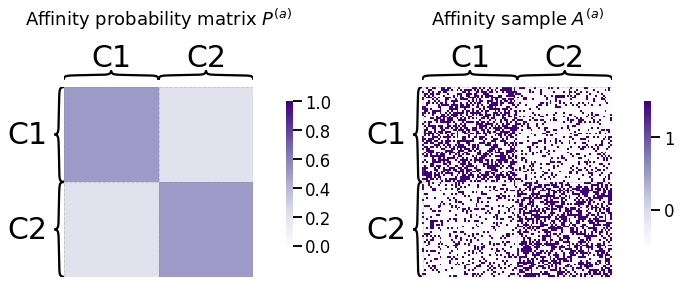 Affinity probability matrix P^(a)
C1 C2
C1
C2
1.0
0.8
0.6
0.4
0.2
0.0
Affinity sample A^(a)
C1 C2
C1
C2
1
0